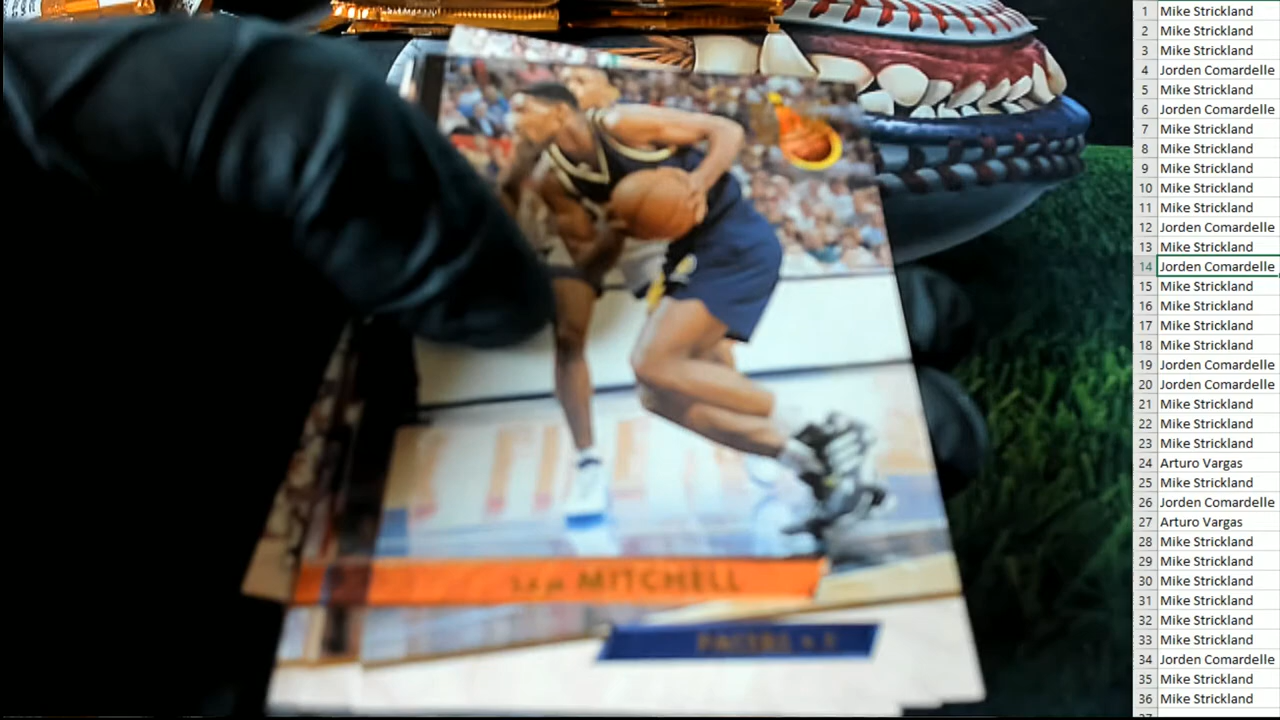 MITCHELL
PACERS
1 Mike Strickland
2 Mike Strickland
3 Mike Strickland
4 Jorden Comardelle
5 Mike Strickland
6 Jorden Comardelle
7 Mike Strickland
8 Mike Strickland
9 Mike Strickland
10 Mike Strickland
11 Mike Strickland
12 Jorden Comardelle
13 Mike Strickland
14 Jorden Comardelle
15 Mike Strickland
16 Mike Strickland
17 Mike Strickland
18 Mike Strickland
19 Jorden Comardelle
20 Jorden Comardelle
21 Mike Strickland
22 Mike Strickland
23 Mike Strickland
24 Arturo Vargas
25 Mike Strickland
26 Jorden Comardelle
27 Arturo Vargas
28 Mike Strickland
29 Mike Strickland
30 Mike Strickland
31 Mike Strickland
32 Mike Strickland
33 Mike Strickland
34 Jorden Comardelle
35 Mike Strickland
36 Mike Strickland